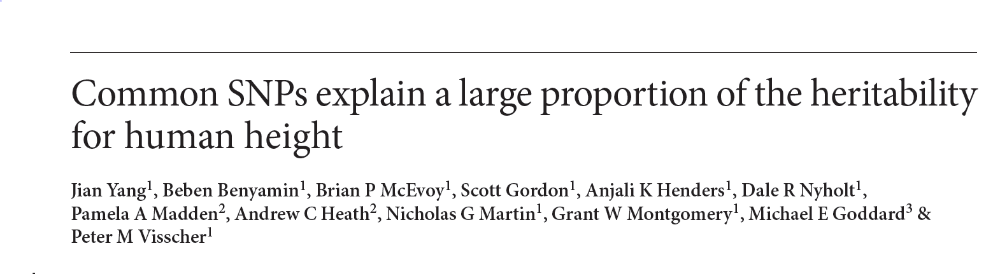 Common SNPs explain a large proportion of the heritability
for human height
Jian Yang¹, Beben Benyamin¹, Brian P McEvoy¹, Scott Gordon¹, Anjali K Henders¹, Dale R Nyholt¹,
Pamela A Madden², Andrew C Heath², Nicholas G Martin¹, Grant W Montgomery¹, Michael E Goddard³ &
Peter M Visscher¹